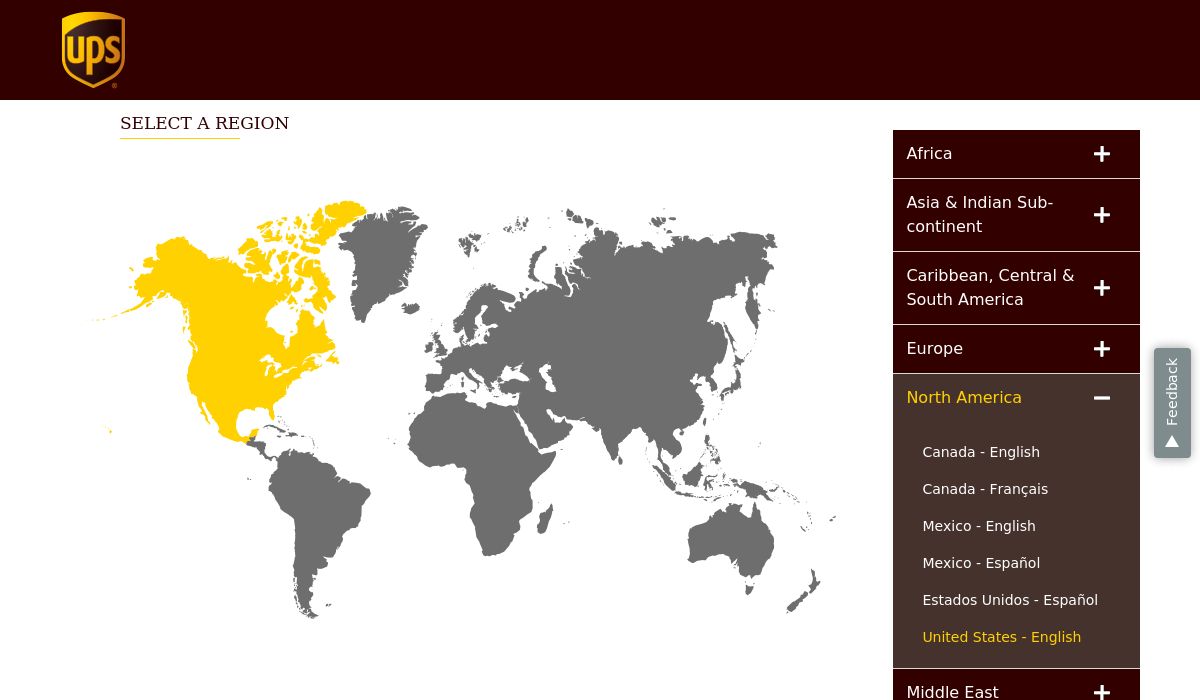 ups
SELECT A REGION
Africa
Asia & Indian Sub-
continent
Caribbean, Central &
South America
Europe
North America
Canada - English
Canada - Français
Mexico - English
Mexico - Español
Estados Unidos - Español
United States - English
Middle East
Feedback